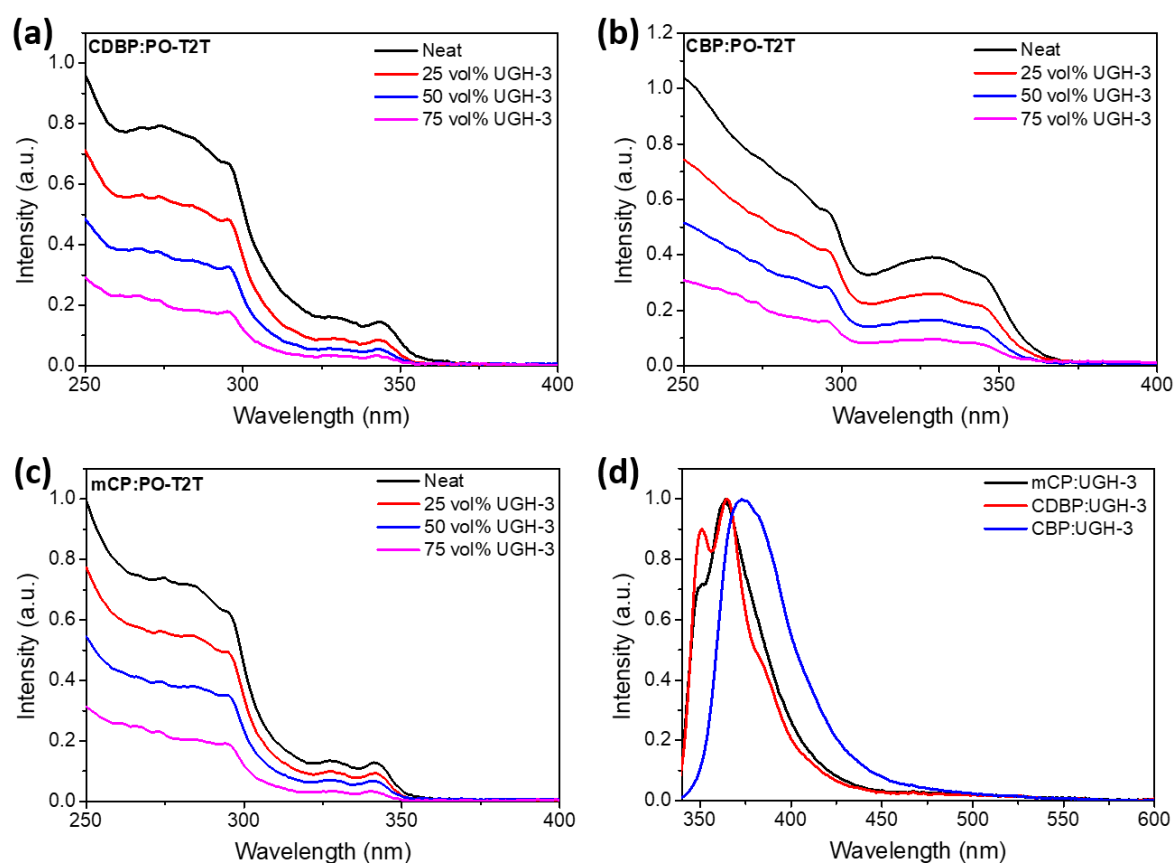 (a)
CDBP:PO-T2T
Neat
25 vol% UGH-3
50 vol% UGH-3
75 vol% UGH-3
Intensity (a.u.)
1.0
0.8
0.6
0.4
0.2
0.0
250
300
350
400
Wavelength (nm)
(b)
CBP:PO-T2T
Neat
25 vol% UGH-3
50 vol% UGH-3
75 vol% UGH-3
Intensity (a.u.)
1.2
1.0
0.8
0.6
0.4
0.2
0.0
250
300
350
400
Wavelength (nm)
(c)
mCP:PO-T2T
Neat
25 vol% UGH-3
50 vol% UGH-3
75 vol% UGH-3
Intensity (a.u.)
1.0
0.8
0.6
0.4
0.2
0.0
250
300
350
400
Wavelength (nm)
(d)
mCP:UGH-3
CDBP:UGH-3
CBP:UGH-3
Intensity (a.u.)
1.0
0.8
0.6
0.4
0.2
0.0
350
400
450
500
550
600
Wavelength (nm)